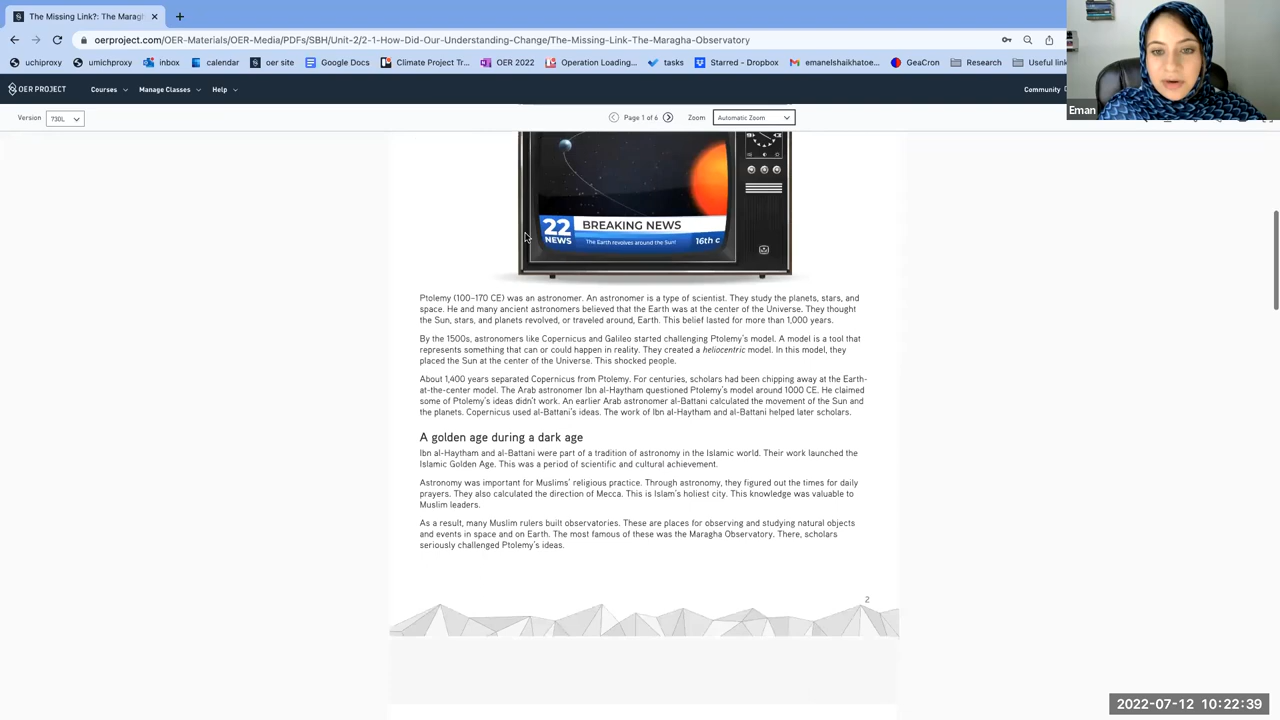 The Missing Link?: The Maragh
oerproject.com/OER-Materials/OER-Media/PDFs/SBH/Unit-2/2-1-How-Did-Our-Understanding-Change/The-Missing-Link-The-Maragha-Observatory
uchiproxy
umichproxy
inbox
calendar
oer site
Google Docs
Climate Project Tr...
OER 2022
Operation Loading...
tasks
Starred - Dropbox
emanelshaikhatoe...
GeaCron
Research
Useful link
OER PROJECT
Courses
Manage Classes
Help
Community
Eman
Version
730L
Page 1 of 6
Zoom
Automatic Zoom
22
NEWS
BREAKING NEWS
The Earth revolves around the Sun!
16th c
Ptolemy (100–170 CE) was an astronomer. An astronomer is a type of scientist. They study the planets, stars, and
space. He and many ancient astronomers believed that the Earth was at the center of the Universe. They thought
the Sun, stars, and planets revolved, or traveled around, Earth. This belief lasted for more than 1,000 years.
By the 1500s, astronomers like Copernicus and Galileo started challenging Ptolemy's model. A model is a tool that
represents something that can or could happen in reality. They created a heliocentric model. In this model, they
placed the Sun at the center of the Universe. This shocked people.
About 1,400 years separated Copernicus from Ptolemy. For centuries, scholars had been chipping away at the Earth-
at-the-center model. The Arab astronomer Ibn al-Haytham questioned Ptolemy's model around 1000 CE. He claimed
some of Ptolemy's ideas didn't work. An earlier Arab astronomer al-Battani calculated the movement of the Sun and
the planets. Copernicus used al-Battani's ideas. The work of Ibn al-Haytham and al-Battani helped later scholars.
A golden age during a dark age
Ibn al-Haytham and al-Battani were part of a tradition of astronomy in the Islamic world. Their work launched the
Islamic Golden Age. This was a period of scientific and cultural achievement.
Astronomy was important for Muslims' religious practice. Through astronomy, they figured out the times for daily
prayers. They also calculated the direction of Mecca. This is Islam's holiest city. This knowledge was valuable to
Muslim leaders.
As a result, many Muslim rulers built observatories. These are places for observing and studying natural objects
and events in space and on Earth. The most famous of these was the Maragha Observatory. There, scholars
seriously challenged Ptolemy's ideas.
2
2022-07-12 10:22:39